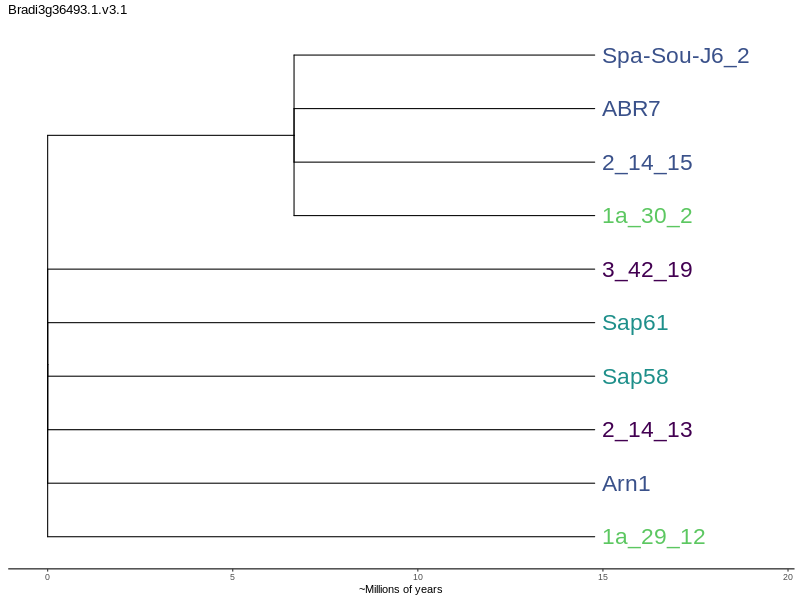 Bradi3g36493.1.v3.1
Spa-Sou-J6_2
ABR7
2_14_15
1a_30_2
3_42_19
Sap61
Sap58
2_14_13
Arn1
1a_29_12
0 5 10 15 20
~Millions of years